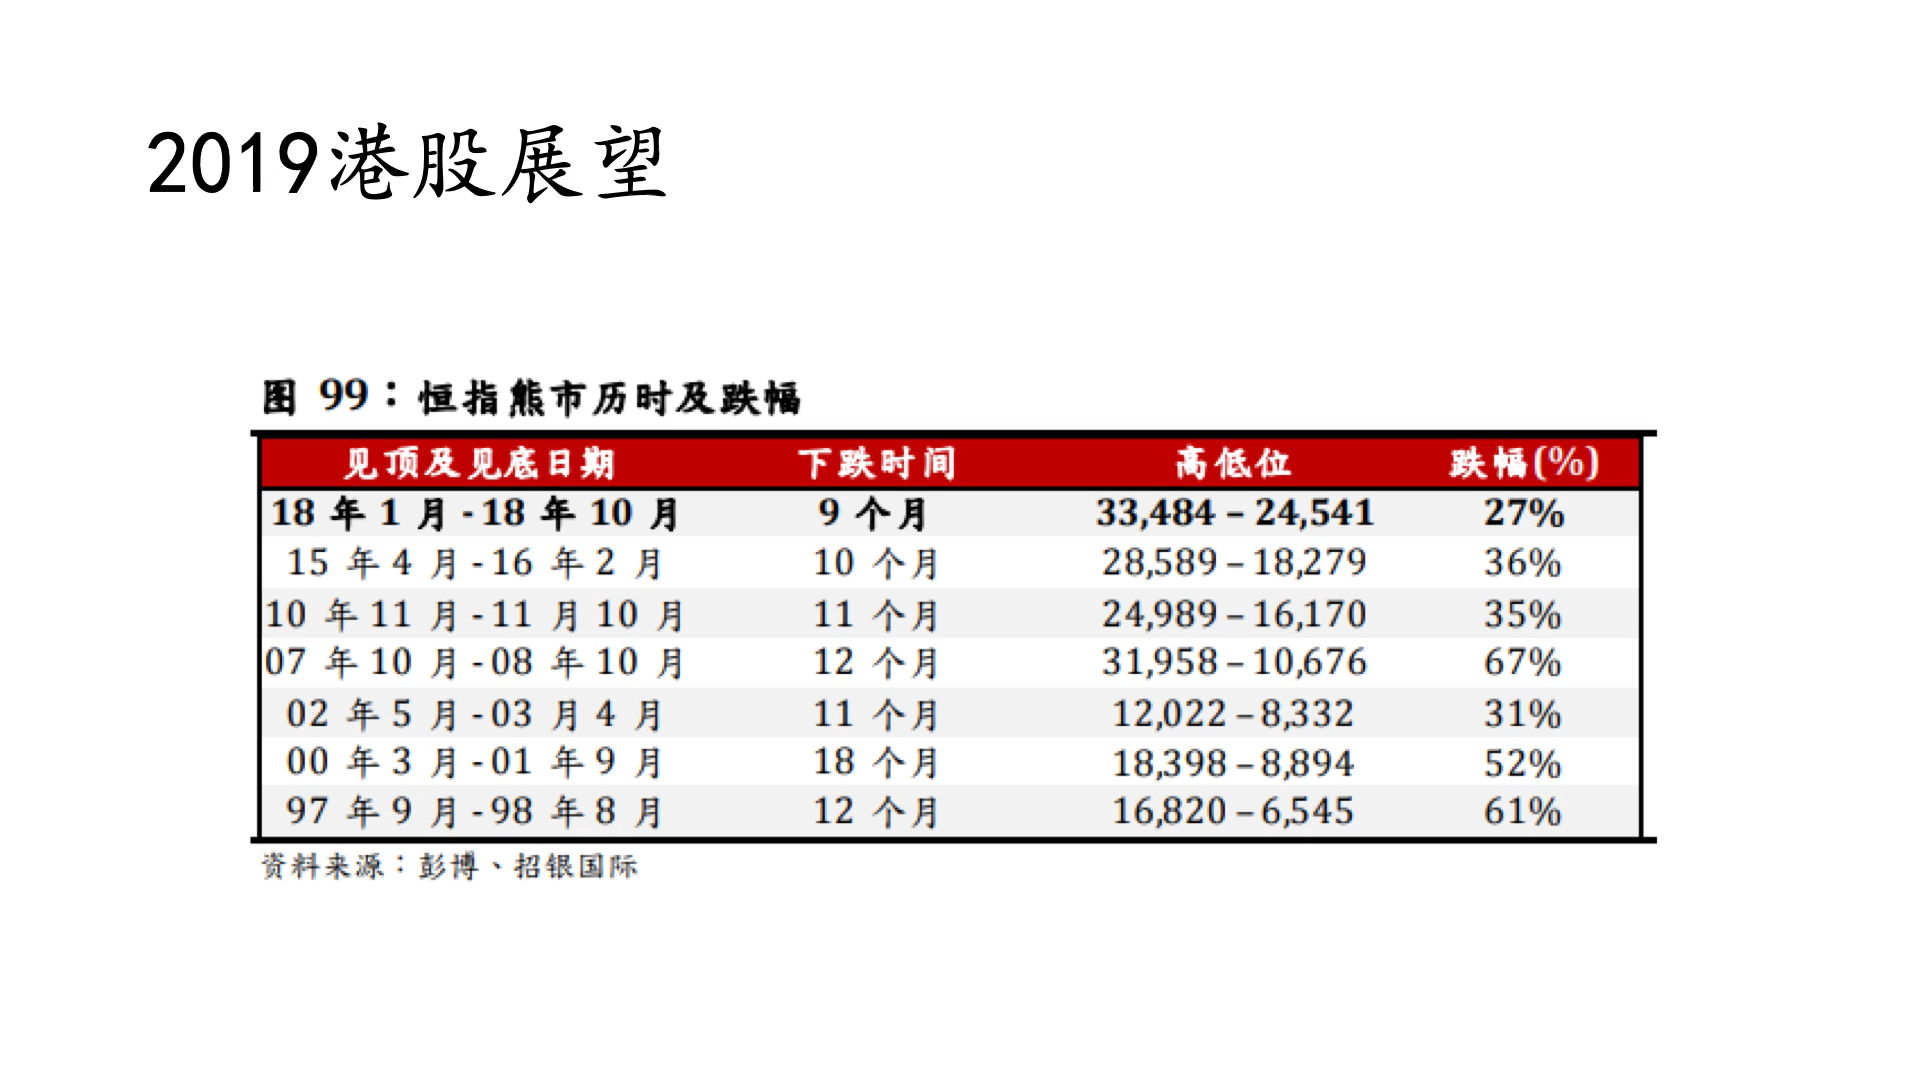 2019港股展望
图 99：恒指熊市历时及跌幅
见顶及见底日期 下跌时间 高低位 跌幅(%)
18 年 1 月 - 18 年 10 月 9 个月 33,484 – 24,541 27%
15 年 4 月 - 16 年 2 月 10 个月 28,589 – 18,279 36%
10 年 11 月 - 11 月 10 月 11 个月 24,989 – 16,170 35%
07 年 10 月 - 08 年 10 月 12 个月 31,958 – 10,676 67%
02 年 5 月 - 03 月 4 月 11 个月 12,022 – 8,332 31%
00 年 3 月 - 01 年 9 月 18 个月 18,398 – 8,894 52%
97 年 9 月 - 98 年 8 月 12 个月 16,820 – 6,545 61%
资料来源：彭博、招银国际